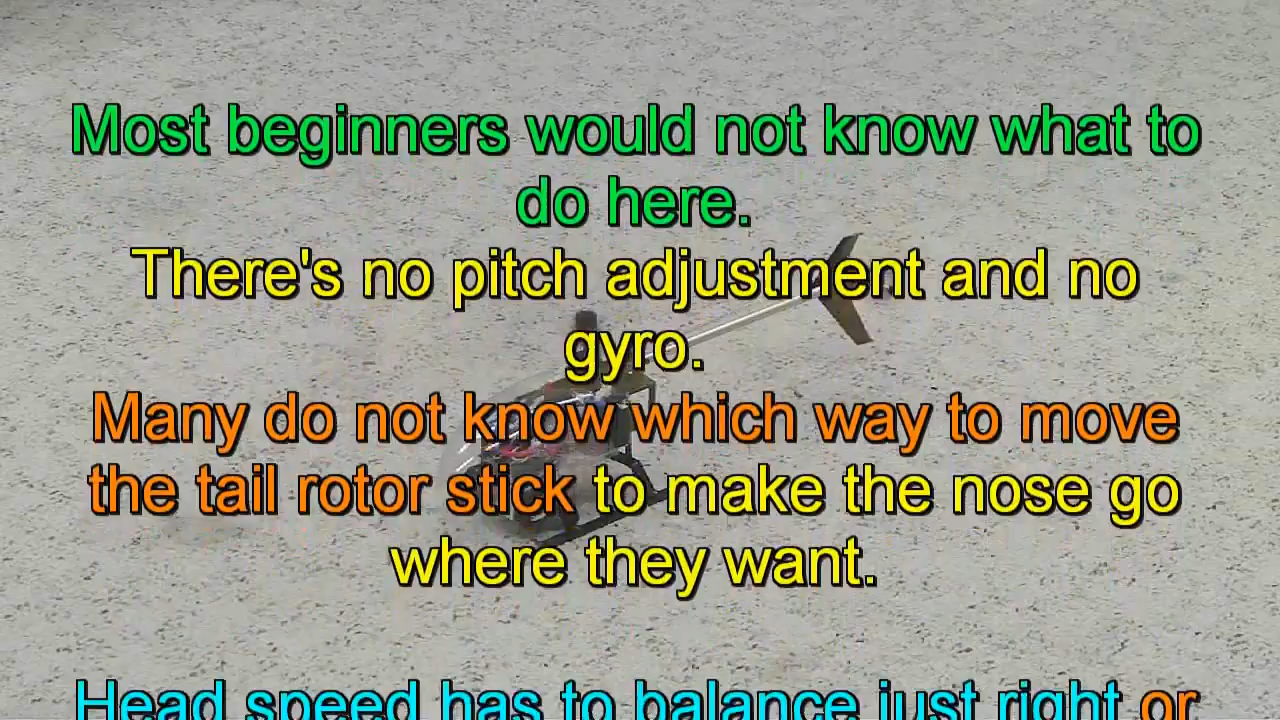 Most beginners would not know what to
do here.
There's no pitch adjustment and no
gyro.
Many do not know which way to move
the tail rotor stick to make the nose go
where they want.
Head speed has to balance just right or